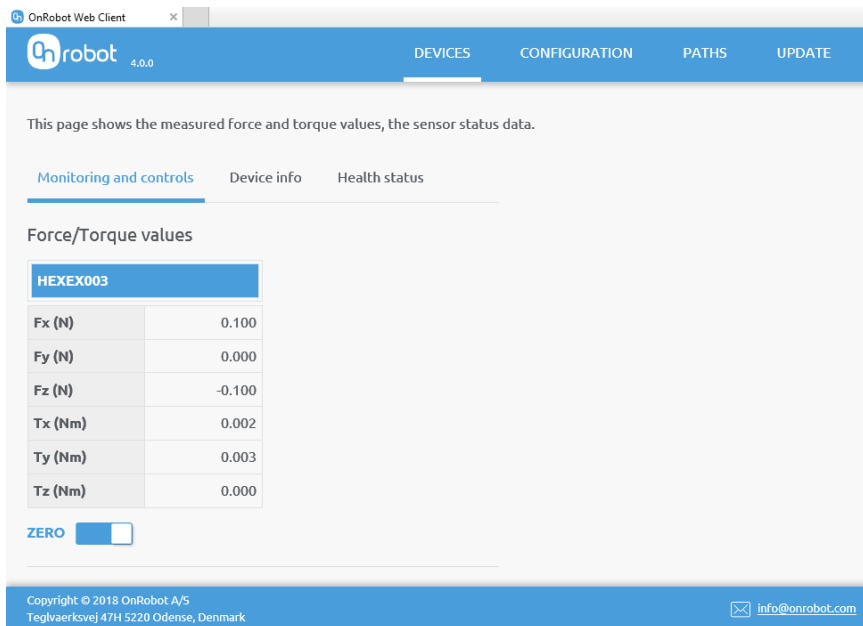 OnRobot Web Client
OnRobot 4.0.0
DEVICES CONFIGURATION PATHS UPDATE
This page shows the measured force and torque values, the sensor status data.
Monitoring and controls Device info Health status
Force/Torque values
HEXEX003
Fx (N) 0.100
Fy (N) 0.000
Fz (N) -0.100
Tx (Nm) 0.002
Ty (Nm) 0.003
Tz (Nm) 0.000
ZERO
Copyright © 2018 OnRobot A/S
Teglvaerksvej 47H 5220 Odense, Denmark
info@onrobot.com